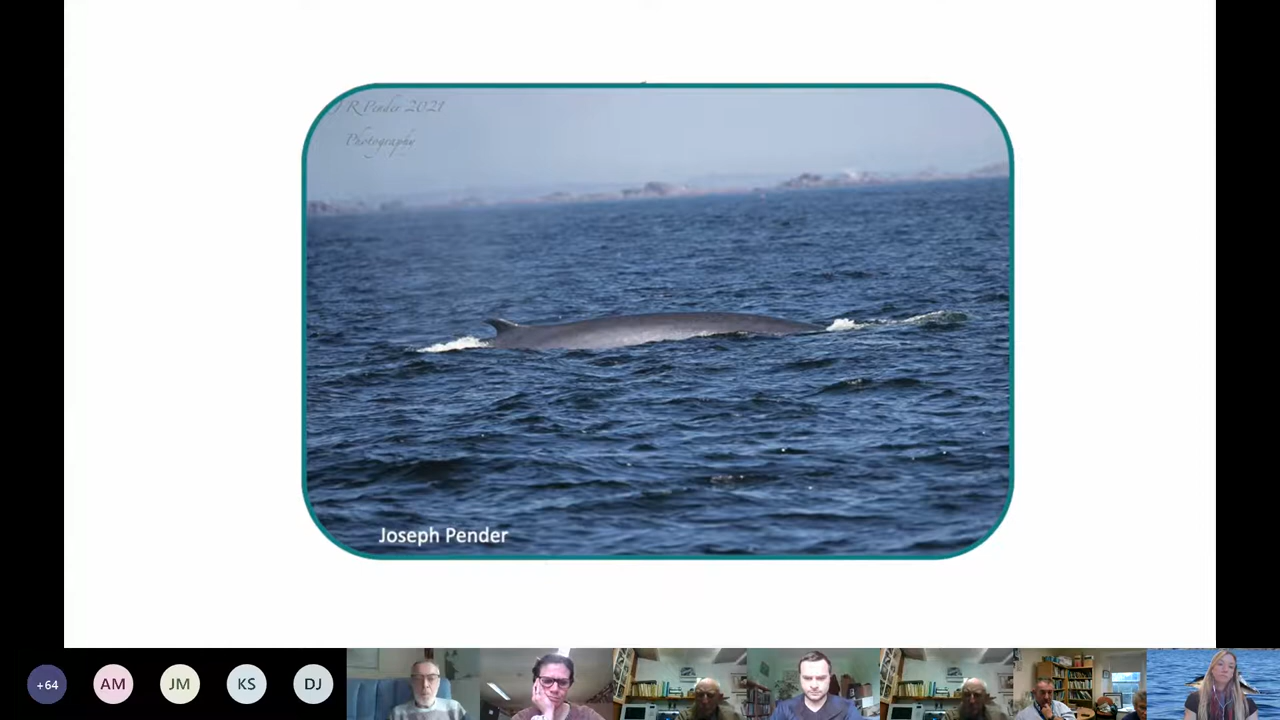 J R Pender 2021
Photography
Joseph Pender
+64
AM
JM
KS
DJ